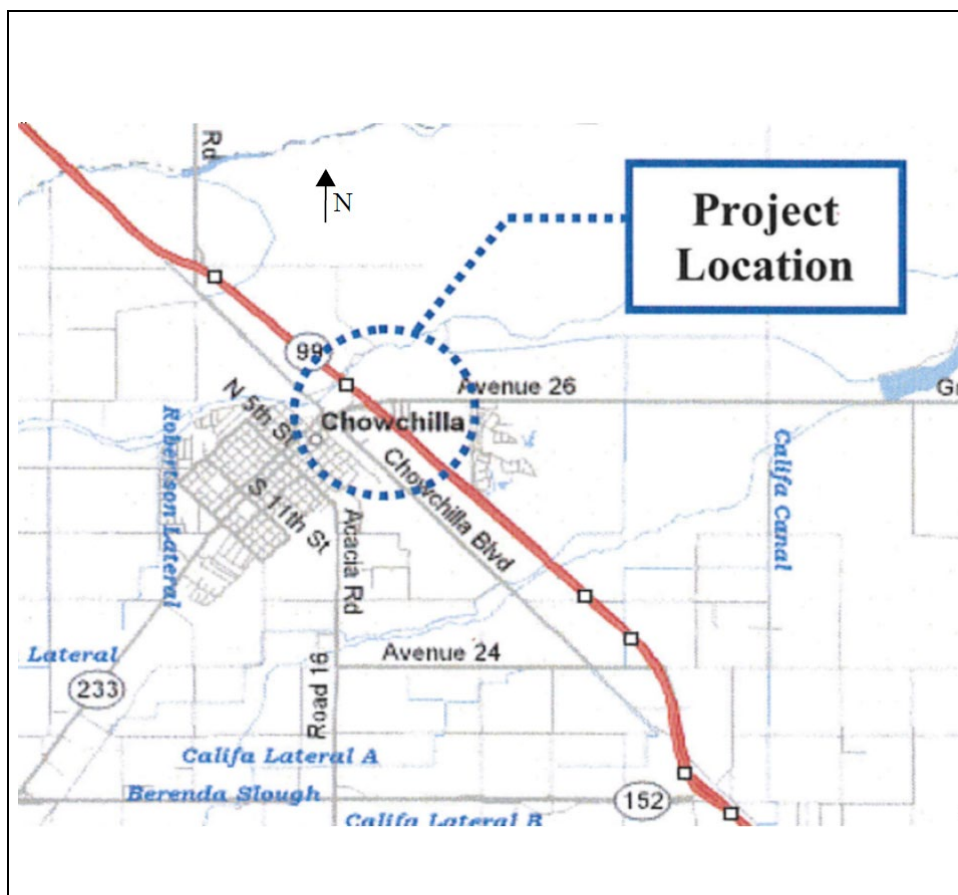 Rd
N
Project
Location
99
Avenue 26
Gr
Chowchilla
N 5th St
Robertson Lateral
S 11th St
Chowchilla Blvd
Califa Canal
Acacia Rd
Lateral
Avenue 24
233
Road 16
Califa Lateral A
Berenda Slough
152
Califa Lateral B